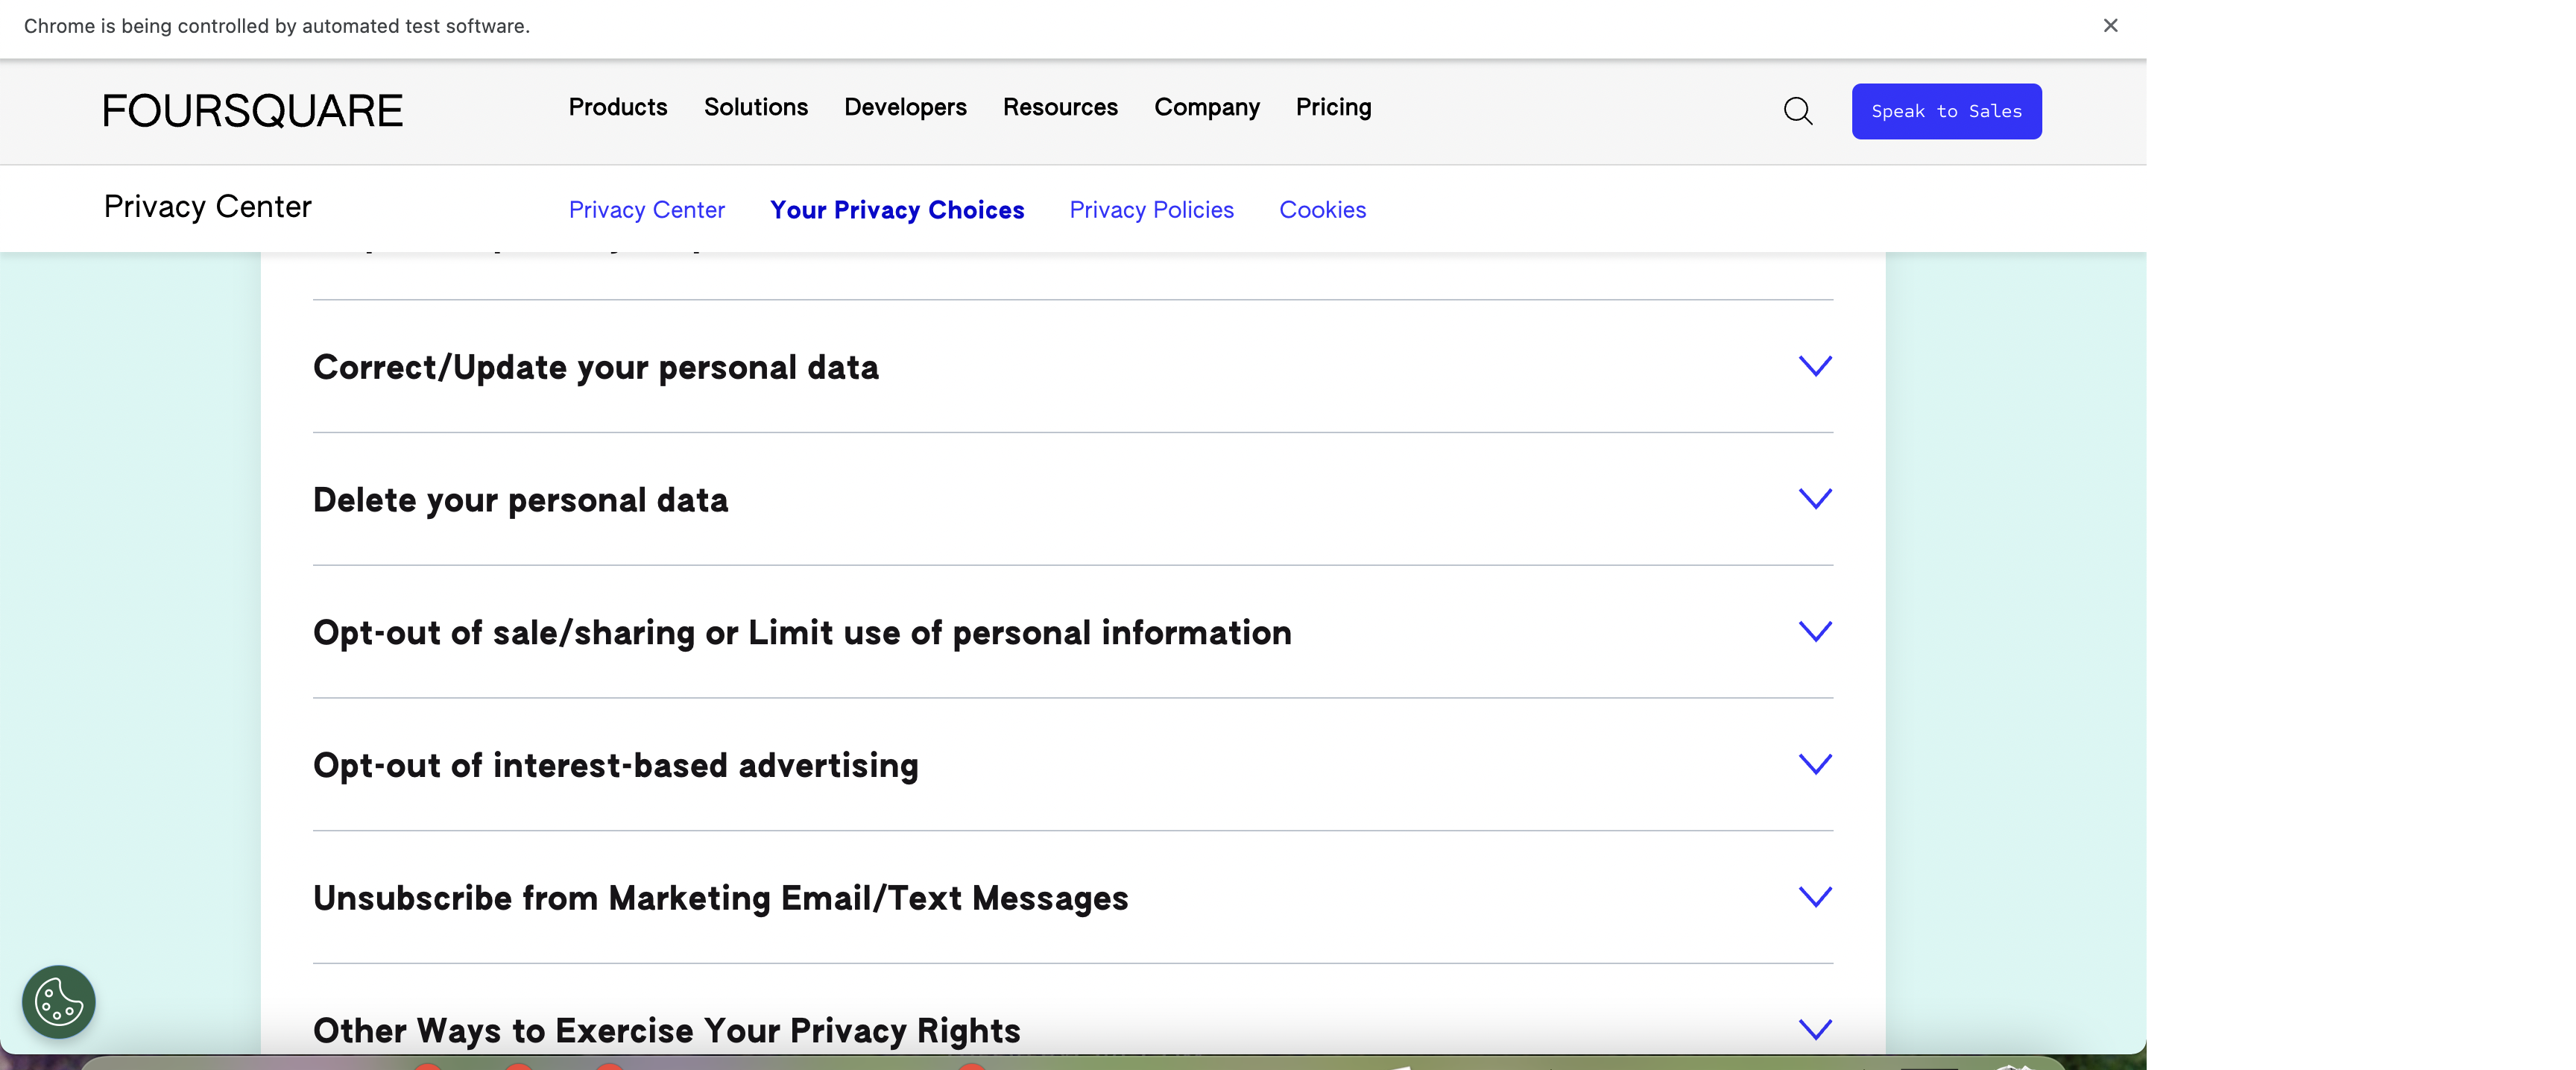 Chrome is being controlled by automated test software.
FOURSQUARE
Products Solutions Developers Resources Company Pricing
Speak to Sales
Privacy Center
Privacy Center Your Privacy Choices Privacy Policies Cookies
Correct/Update your personal data
Delete your personal data
Opt-out of sale/sharing or Limit use of personal information
Opt-out of interest-based advertising
Unsubscribe from Marketing Email/Text Messages
Other Ways to Exercise Your Privacy Rights